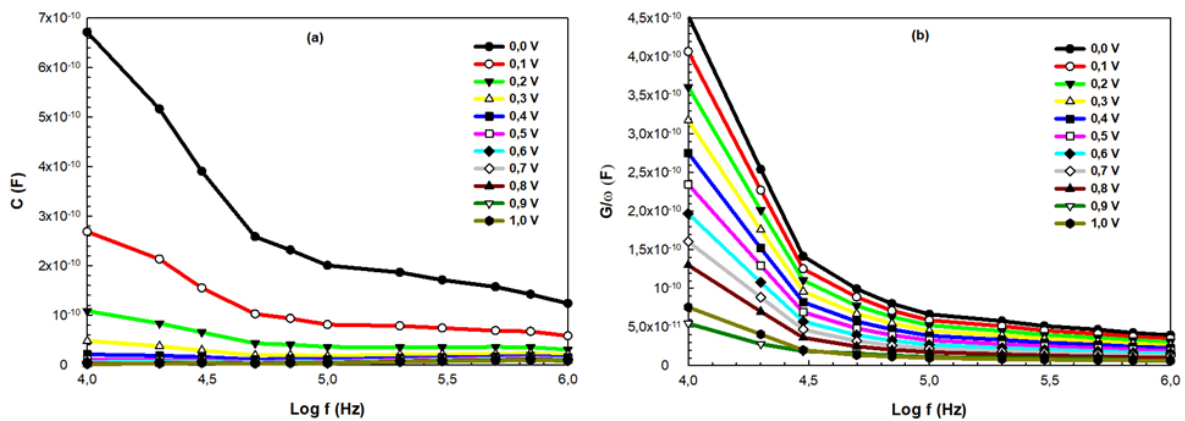 (a)
7x10-10
6x10-10
5x10-10
4x10-10
3x10-10
2x10-10
10-10
0
C (F)
4,0
4,5
5,0
5,5
6,0
Log f (Hz)
0,0 V
0,1 V
0,2 V
0,3 V
0,4 V
0,5 V
0,6 V
0,7 V
0,8 V
0,9 V
1,0 V
(b)
4,5x10-10
4,0x10-10
3,5x10-10
3,0x10-10
2,5x10-10
2,0x10-10
1,5x10-10
10-10
5.0x10-11
0
G/ω (F)
4,0
4,5
5,0
5,5
6,0
Log f (Hz)
0,0 V
0,1 V
0,2 V
0,3 V
0,4 V
0,5 V
0,6 V
0,7 V
0,8 V
0,9 V
1,0 V